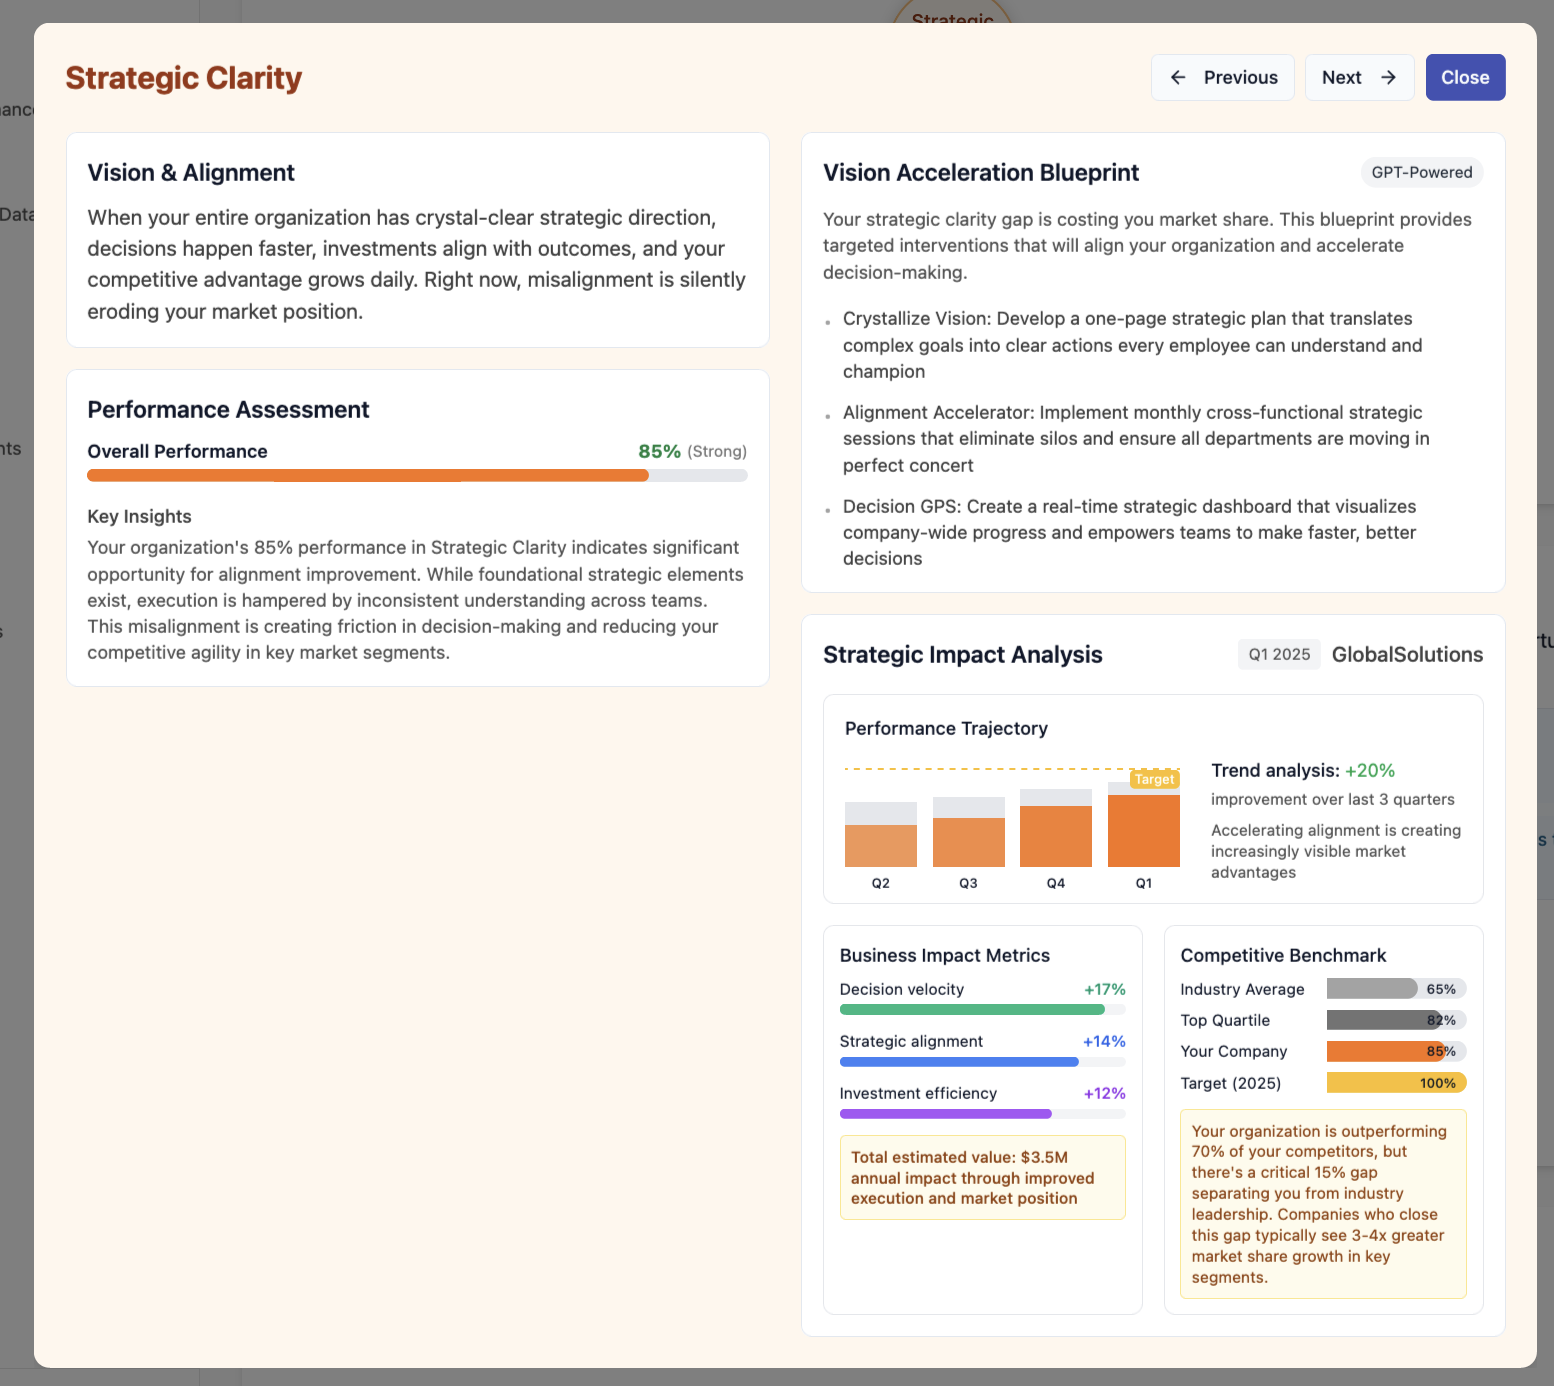 Strategic
Strategic Clarity
← Previous
Next →
Close
Vision & Alignment
When your entire organization has crystal-clear strategic direction,
decisions happen faster, investments align with outcomes, and your
competitive advantage grows daily. Right now, misalignment is silently
eroding your market position.
Performance Assessment
Overall Performance
85% (Strong)
Key Insights
Your organization's 85% performance in Strategic Clarity indicates significant
opportunity for alignment improvement. While foundational strategic elements
exist, execution is hampered by inconsistent understanding across teams.
This misalignment is creating friction in decision-making and reducing your
competitive agility in key market segments.
Vision Acceleration Blueprint
GPT-Powered
Your strategic clarity gap is costing you market share. This blueprint provides
targeted interventions that will align your organization and accelerate
decision-making.
• Crystallize Vision: Develop a one-page strategic plan that translates
complex goals into clear actions every employee can understand and
champion
• Alignment Accelerator: Implement monthly cross-functional strategic
sessions that eliminate silos and ensure all departments are moving in
perfect concert
• Decision GPS: Create a real-time strategic dashboard that visualizes
company-wide progress and empowers teams to make faster, better
decisions
Strategic Impact Analysis
Q1 2025
GlobalSolutions
Performance Trajectory
Target
Q2
Q3
Q4
Q1
Trend analysis: +20%
improvement over last 3 quarters
Accelerating alignment is creating
increasingly visible market
advantages
Business Impact Metrics
Decision velocity
+17%
Strategic alignment
+14%
Investment efficiency
+12%
Total estimated value: $3.5M
annual impact through improved
execution and market position
Competitive Benchmark
Industry Average
65%
Top Quartile
82%
Your Company
85%
Target (2025)
100%
Your organization is outperforming
70% of your competitors, but
there's a critical 15% gap
separating you from industry
leadership. Companies who close
this gap typically see 3-4x greater
market share growth in key
segments.
Data